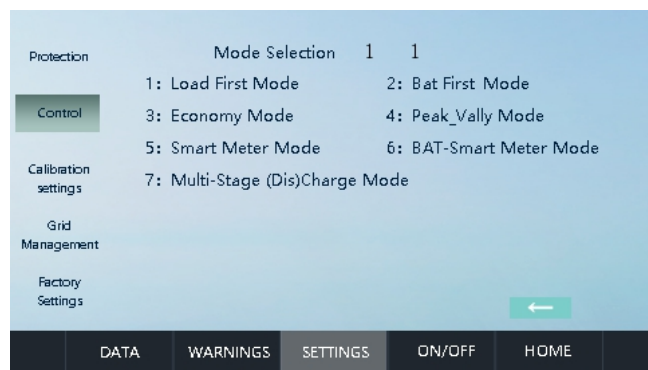 Protection
Mode Selection 1 1
1: Load First Mode 2: Bat First Mode
Control
3: Economy Mode 4: Peak_Vally Mode
5: Smart Meter Mode 6: BAT-Smart Meter Mode
Calibration
settings
7: Multi-Stage (Dis)Charge Mode
Grid
Management
Factory
Settings
DATA WARNINGS SETTINGS ON/OFF HOME